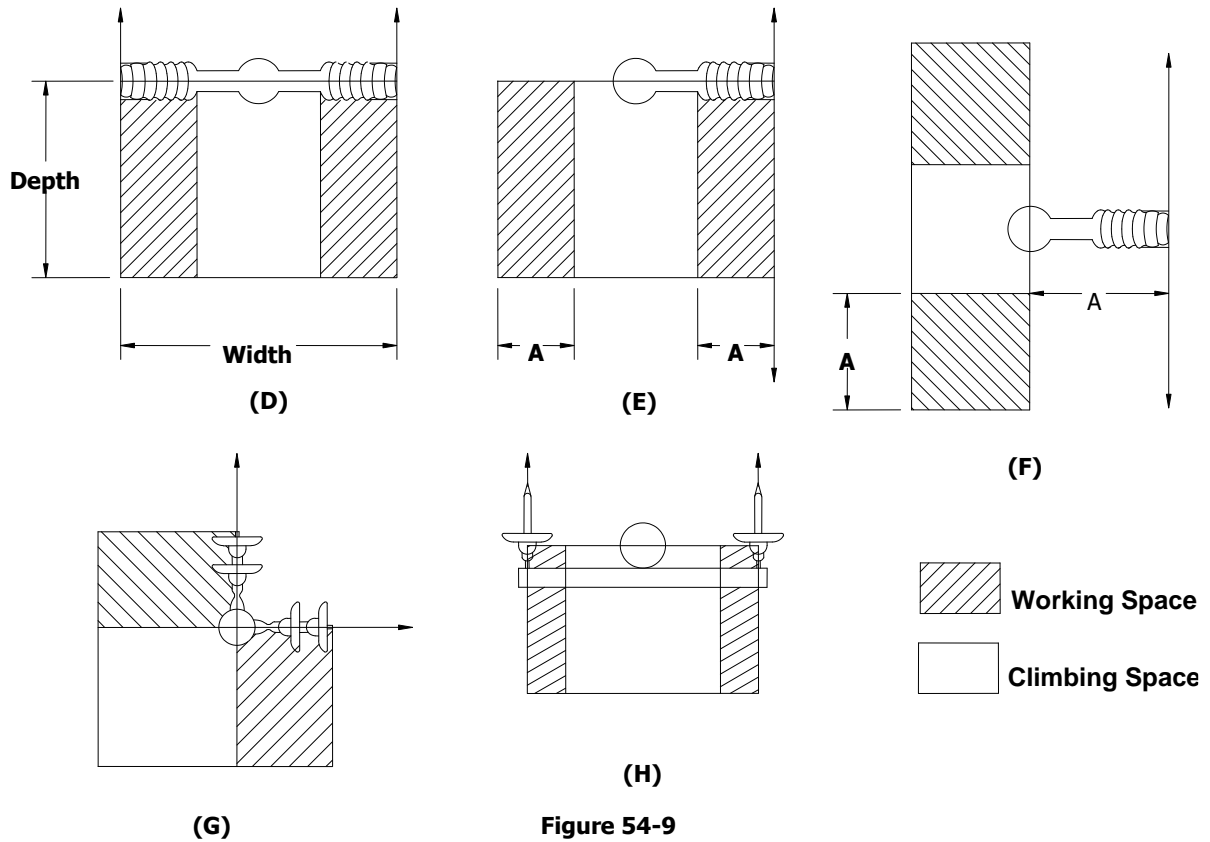 Depth
Width
(D)
A
A
(E)
A
A
(F)
(G)
(H)
Working Space
Climbing Space
Figure 54-9